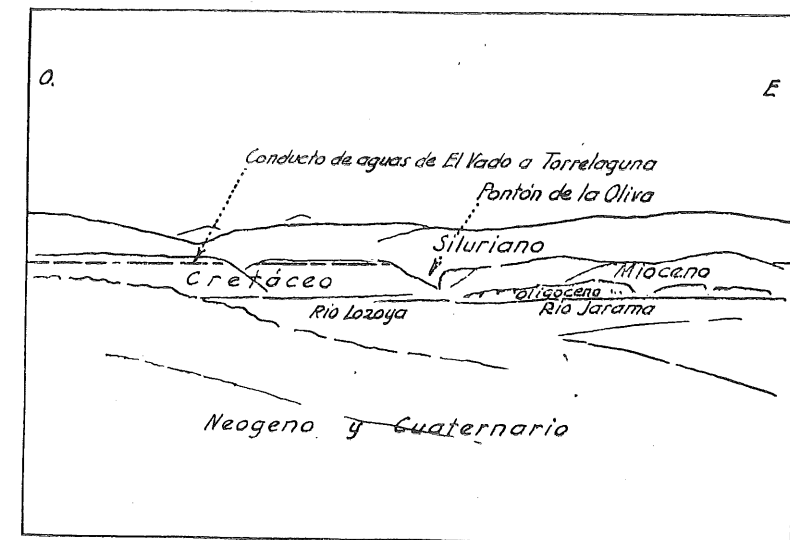 O.
E
Conducto de aguas de El Vado a Torrelaguna
Pontón de la Oliva
Siluriano
Mioceno
Cretáceo
Oligoceno
Río Lozoya
Río Jarama
Neogeno y Cuaternario